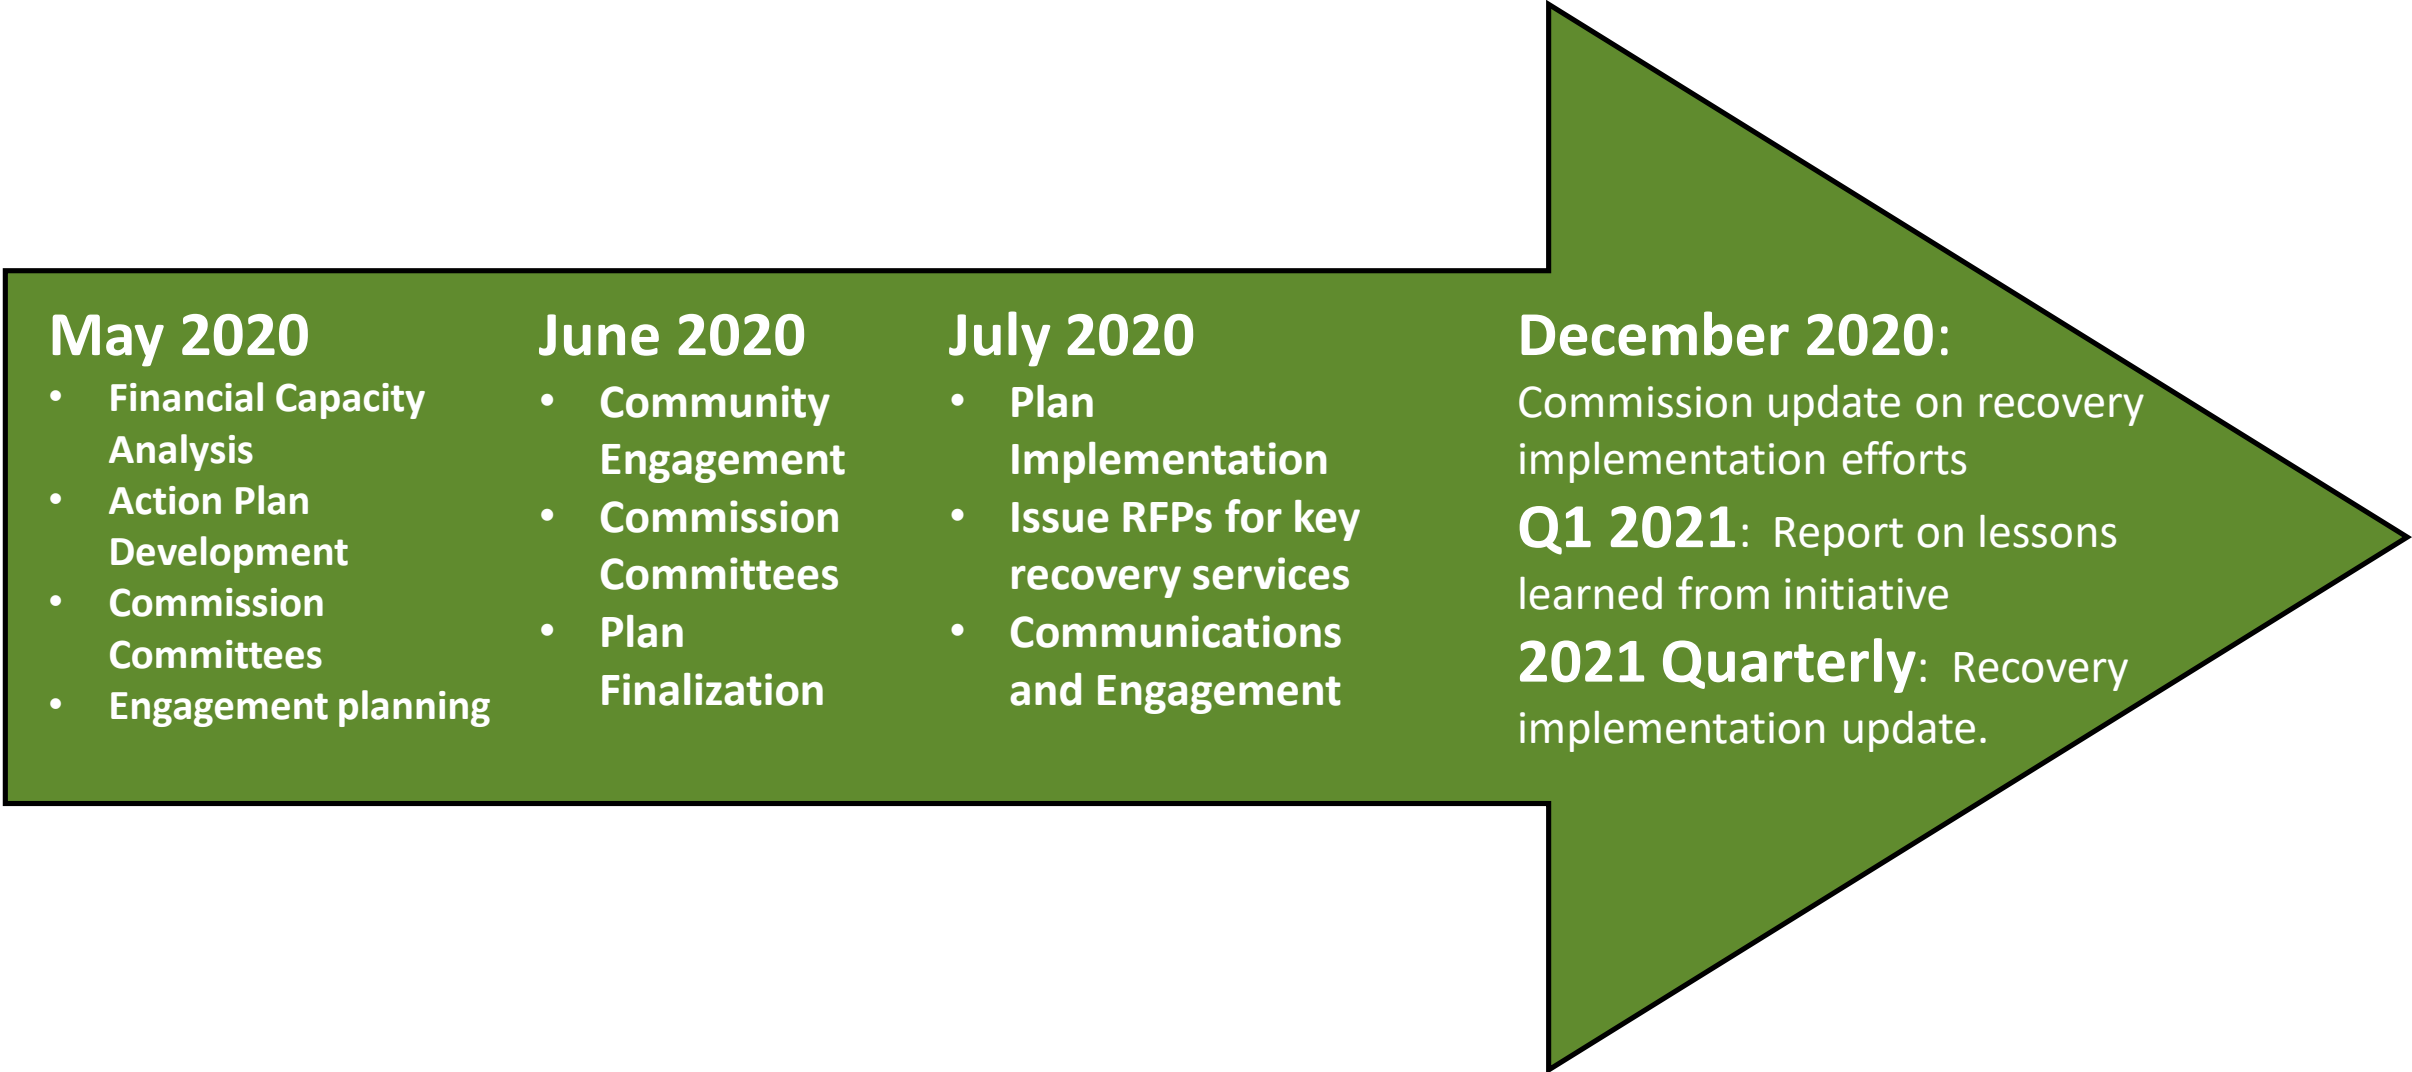 May 2020
• Financial Capacity
Analysis
• Action Plan
Development
• Commission
Committees
• Engagement planning
June 2020
• Community
Engagement
• Commission
Committees
• Plan
Finalization
July 2020
• Plan
Implementation
• Issue RFPs for key
recovery services
• Communications
and Engagement
December 2020:
Commission update on recovery
implementation efforts
Q1 2021: Report on lessons
learned from initiative
2021 Quarterly: Recovery
implementation update.